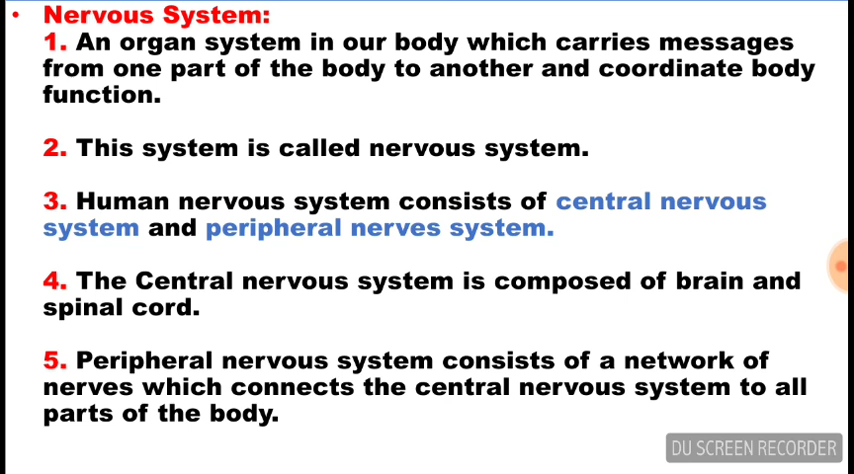 • Nervous System:
1. An organ system in our body which carries messages
from one part of the body to another and coordinate body
function.
2. This system is called nervous system.
3. Human nervous system consists of central nervous
system and peripheral nerves system.
4. The Central nervous system is composed of brain and
spinal cord.
5. Peripheral nervous system consists of a network of
nerves which connects the central nervous system to all
parts of the body.
DU SCREEN RECORDER